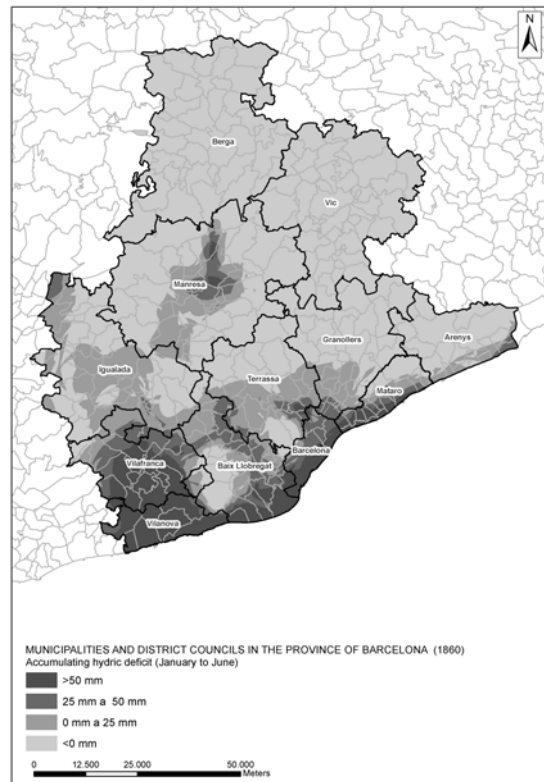 N
Berga
Vic
Manresa
Igualada
Terrassa
Granollers
Arenys
Mataro
Barcelona
Baix Llobregat
Vilafranca
Vilanova
MUNICIPALITIES AND DISTRICT COUNCILS IN THE PROVINCE OF BARCELONA (1860)
Accumulating hydric deficit (January to June)
>50 mm
25 mm a 50 mm
0 mm a 25 mm
<0 mm
0 12.500 25.000 50.000
Meters